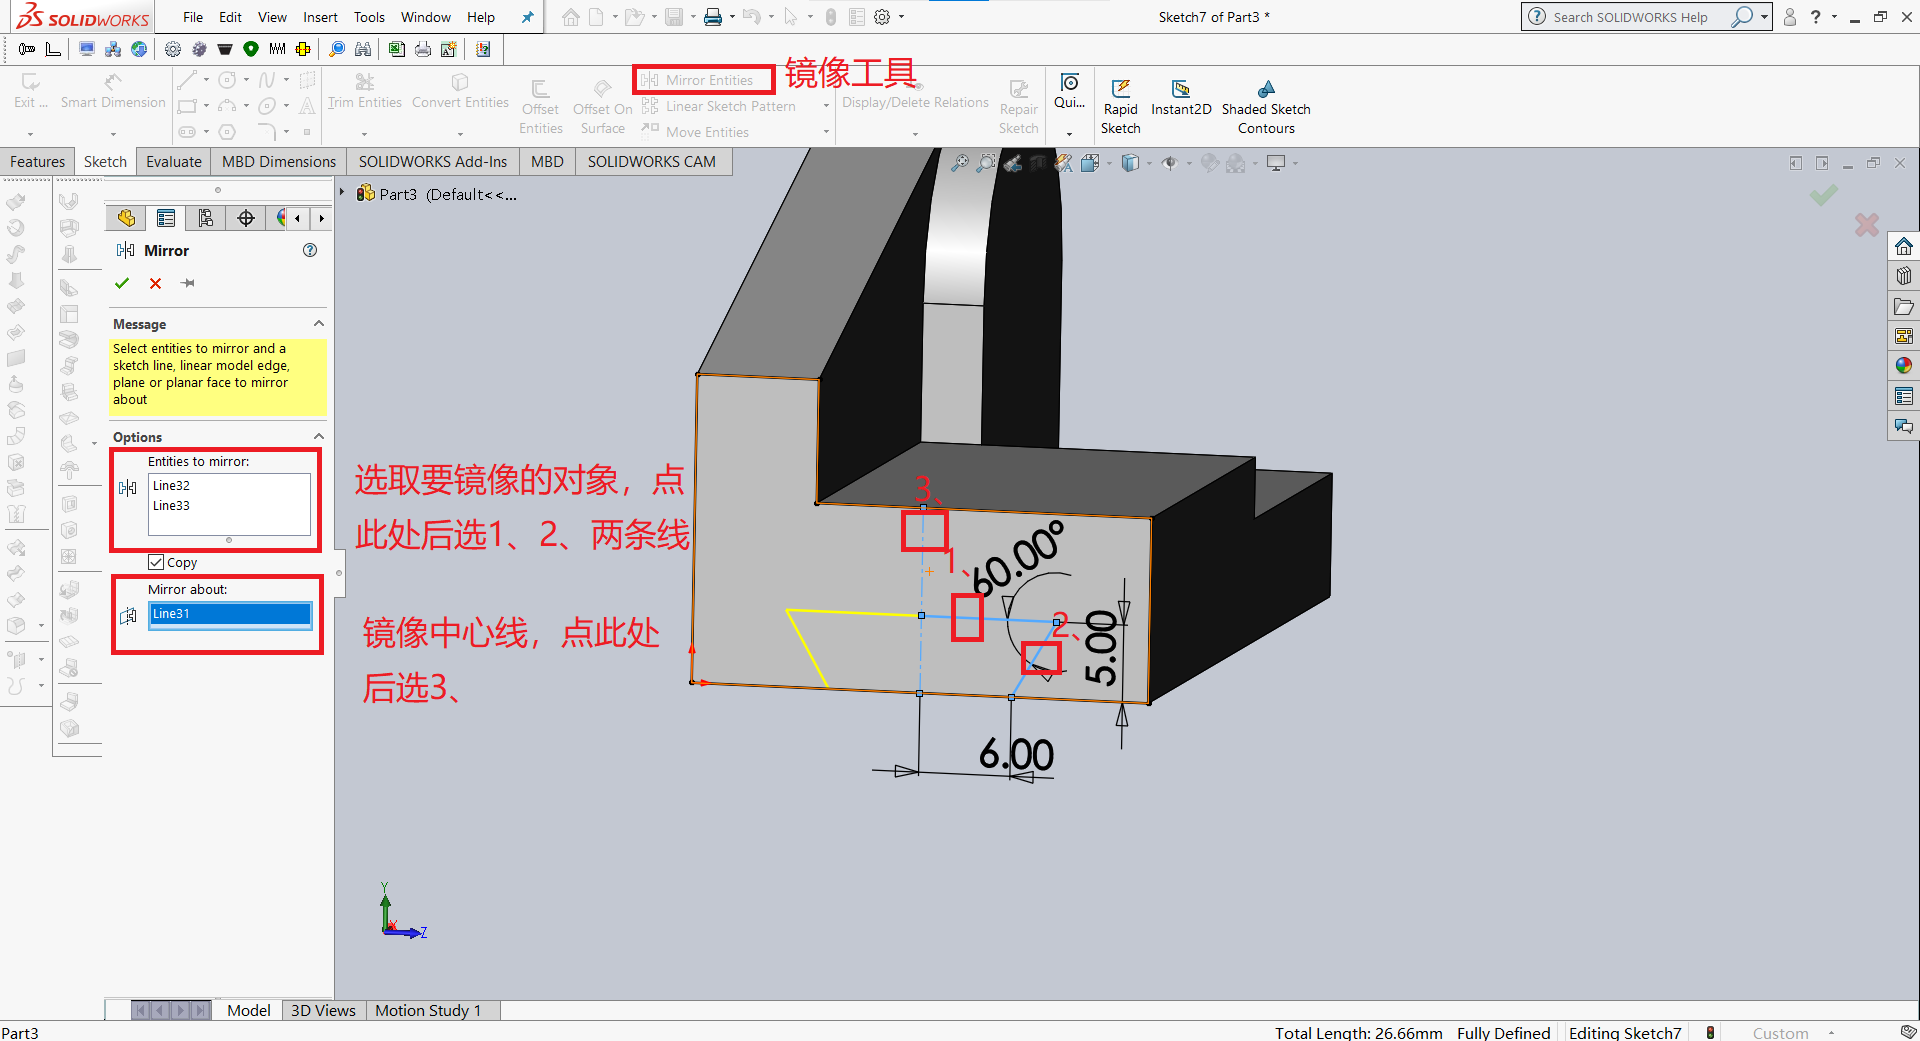 SOLIDWORKS
File Edit View Insert Tools Window Help
Sketch7 of Part3 *
Search SOLIDWORKS Help
Exit ...
Smart Dimension
Trim Entities
Convert Entities
Offset Entities
Offset On Surface
Mirror Entities
镜像工具
Linear Sketch Pattern
Move Entities
Display/Delete Relations
Repair Sketch
Qui...
Rapid Sketch
Instant2D
Shaded Sketch Contours
Features Sketch Evaluate MBD Dimensions SOLIDWORKS Add-Ins MBD SOLIDWORKS CAM
Part3 (Default<<...
Mirror
Message
Select entities to mirror and a
sketch line, linear model edge,
plane or planar face to mirror
about
Options
Entities to mirror:
Line32
Line33
Copy
Mirror about:
Line31
选取要镜像的对象，点
此处后选1、2、两条线
镜像中心线，点此处
后选3、
3、
1、
2、
60.00°
5.00
6.00
Y
X
Z
Model 3D Views Motion Study 1
Part3
Total Length: 26.66mm Fully Defined Editing Sketch7 Custom